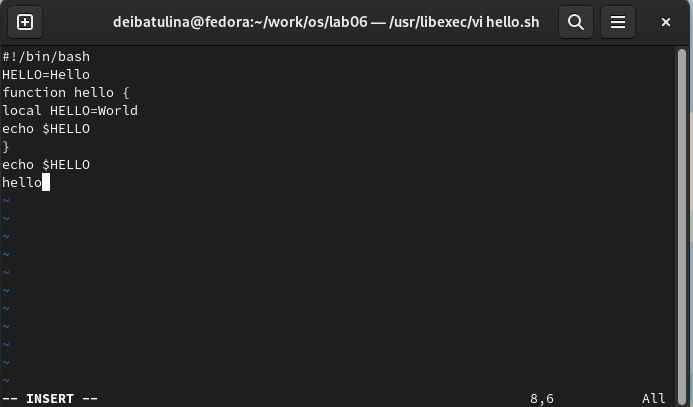 deibatulina@fedora:~/work/os/lab06 — /usr/libexec/vi hello.sh
#!/bin/bash
HELLO=Hello
function hello {
local HELLO=World
echo $HELLO
}
echo $HELLO
hello
~
~
~
~
~
~
~
~
~
~
~
-- INSERT -- 8,6 All